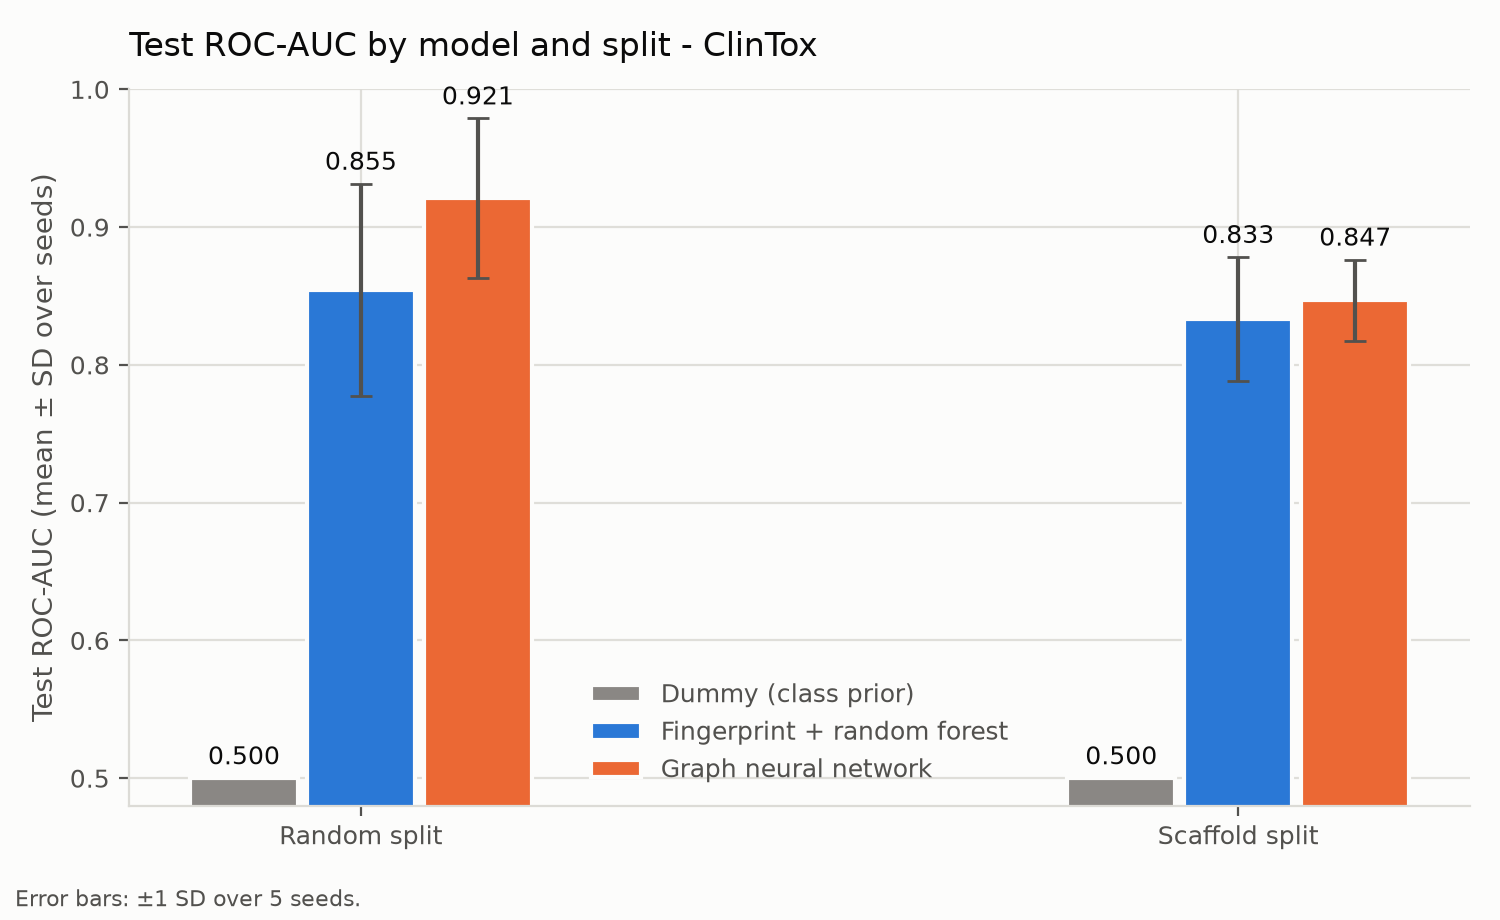 Test ROC-AUC by model and split - ClinTox
Test ROC-AUC (mean ± SD over seeds)
1.0
0.9
0.8
0.7
0.6
0.5
0.500
0.855
0.921
0.500
0.833
0.847
Dummy (class prior)
Fingerprint + random forest
Graph neural network
Random split
Scaffold split
Error bars: ±1 SD over 5 seeds.